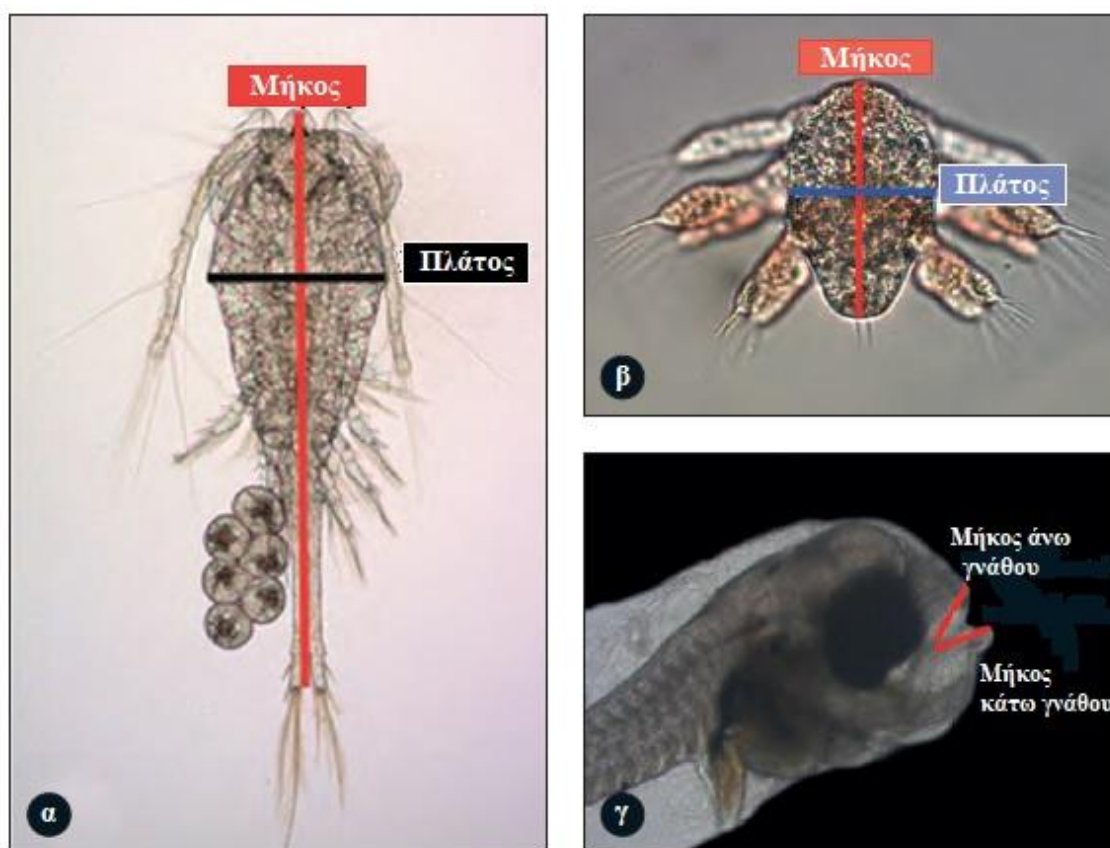 Μήκος
Πλάτος
α
Μήκος
Πλάτος
β
Μήκος άνω
γνάθου
Μήκος
κάτω γνάθου
γ